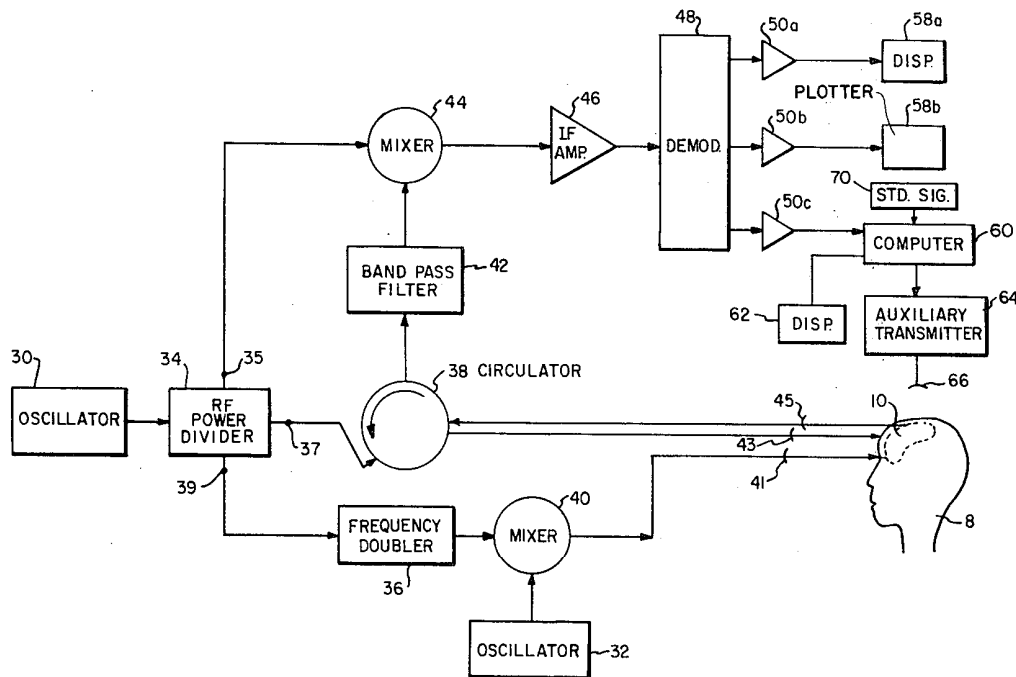 48
50a
58a
DISP.
PLOTTER
58b
44
MIXER
46
I.F
AMP.
DEMOD.
50b
70
STD. SIG.
50c
COMPUTER
60
BAND PASS
FILTER
42
62
DISP.
AUXILIARY
TRANSMITTER
64
66
30
OSCILLATOR
34
35
RF
POWER
DIVIDER
37
38 CIRCULATOR
45
43
41
10
8
39
FREQUENCY
DOUBLER
36
40
MIXER
OSCILLATOR
32